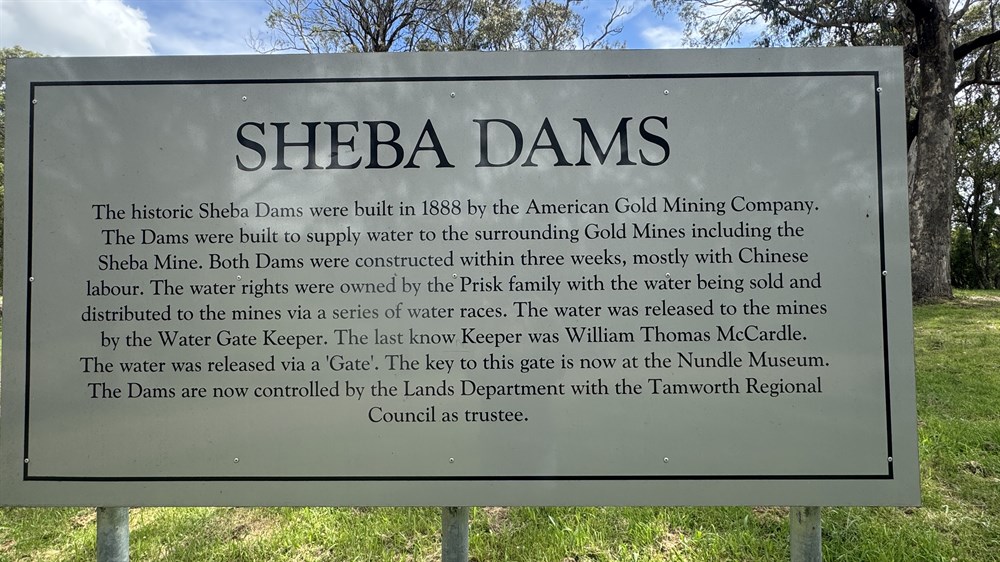 SHEBA DAMS
The historic Sheba Dams were built in 1888 by the American Gold Mining Company.
The Dams were built to supply water to the surrounding Gold Mines including the
Sheba Mine. Both Dams were constructed within three weeks, mostly with Chinese
labour. The water rights were owned by the Prisk family with the water being sold and
distributed to the mines via a series of water races. The water was released to the mines
by the Water Gate Keeper. The last know Keeper was William Thomas McCardle.
The water was released via a 'Gate'. The key to this gate is now at the Nundle Museum.
The Dams are now controlled by the Lands Department with the Tamworth Regional
Council as trustee.